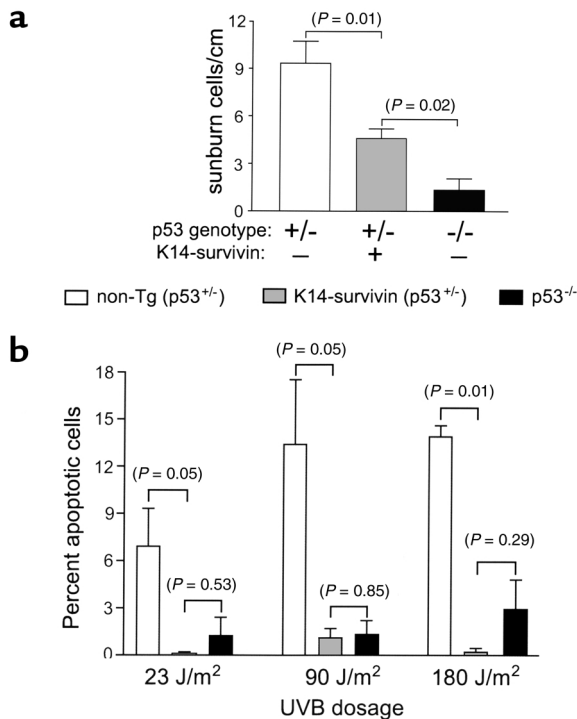 a
(P = 0.01)
(P = 0.02)
sunburn cells/cm
12
9
6
3
0
p53 genotype: +/- +/- -/-
K14-survivin: – + –
non-Tg (p53+/-) K14-survivin (p53+/-) p53-/-
b
(P = 0.05)
(P = 0.01)
(P = 0.05)
(P = 0.29)
(P = 0.53)
(P = 0.85)
Percent apoptotic cells
18
15
12
9
6
3
0
23 J/m² 90 J/m² 180 J/m²
UVB dosage